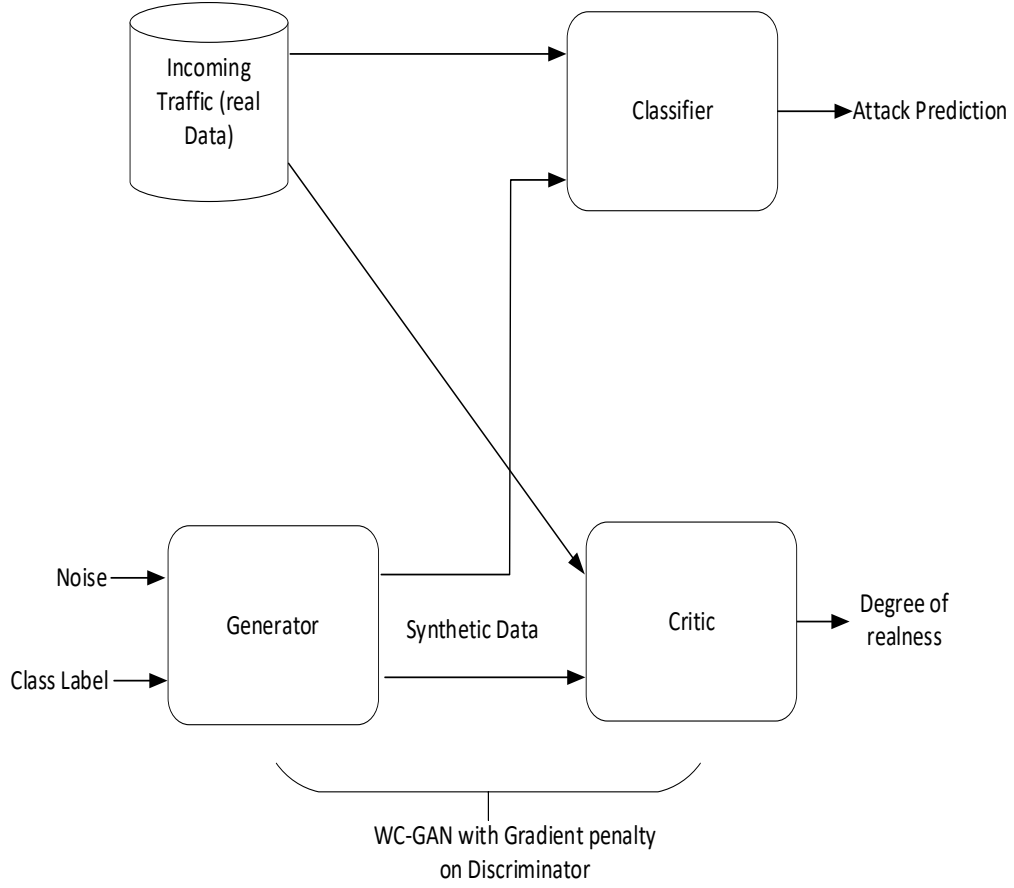 Incoming
Traffic (real
Data)
Classifier
Attack Prediction
Noise
Class Label
Generator
Synthetic Data
Critic
Degree of
realness
WC-GAN with Gradient penalty
on Discriminator